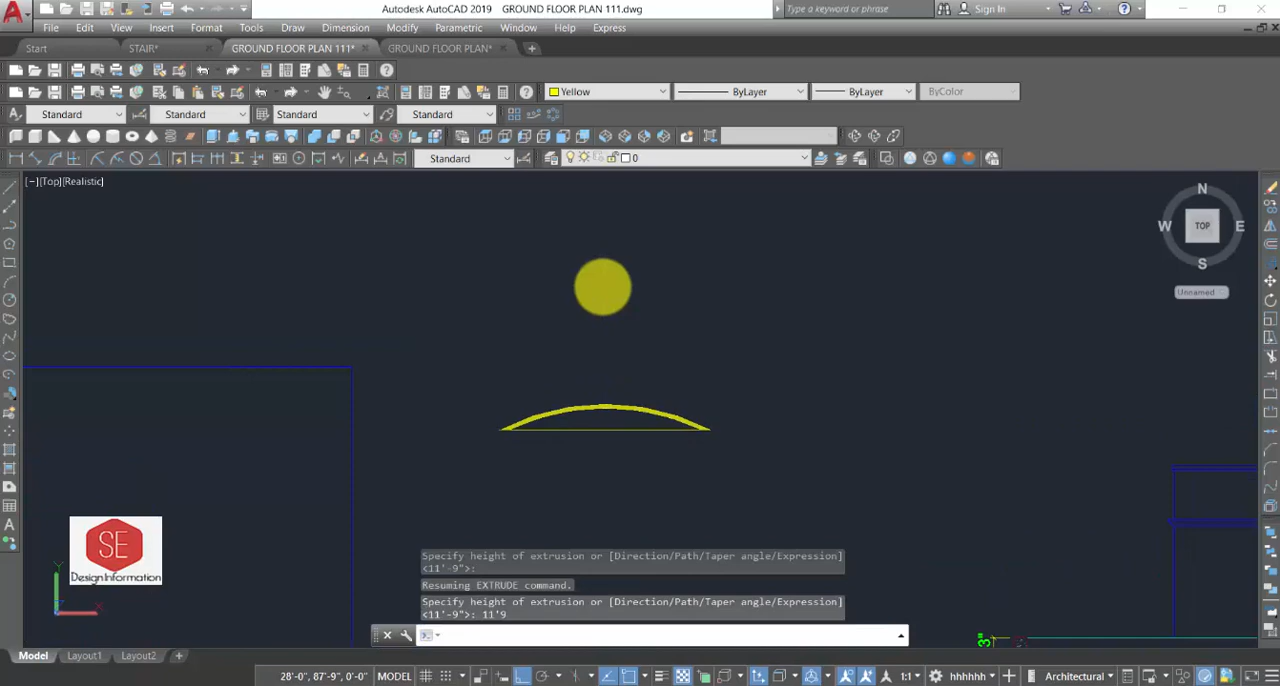 Autodesk AutoCAD 2019 GROUND FLOOR PLAN 111.dwg
Type a keyword or phrase
Sign In
File Edit View Insert Format Tools Draw Dimension Modify Parametric Window Help Express
Start STAIR* GROUND FLOOR PLAN 111* GROUND FLOOR PLAN*
Yellow ByLayer ByLayer ByColor
Standard Standard Standard Standard
Standard 0
[−][Top][Realistic]
N
W TOP E
S
Unnamed
SE
Design Information
Specify height of extrusion or [Direction/Path/Taper angle/Expression]
<11'-9">:
Resuming EXTRUDE command.
Specify height of extrusion or [Direction/Path/Taper angle/Expression]
<11'-9">: 11'9
3"
Y
X
Model Layout1 Layout2 +
28'-0", 87'-9", 0'-0" MODEL 1:1 hhhhhh Architectural